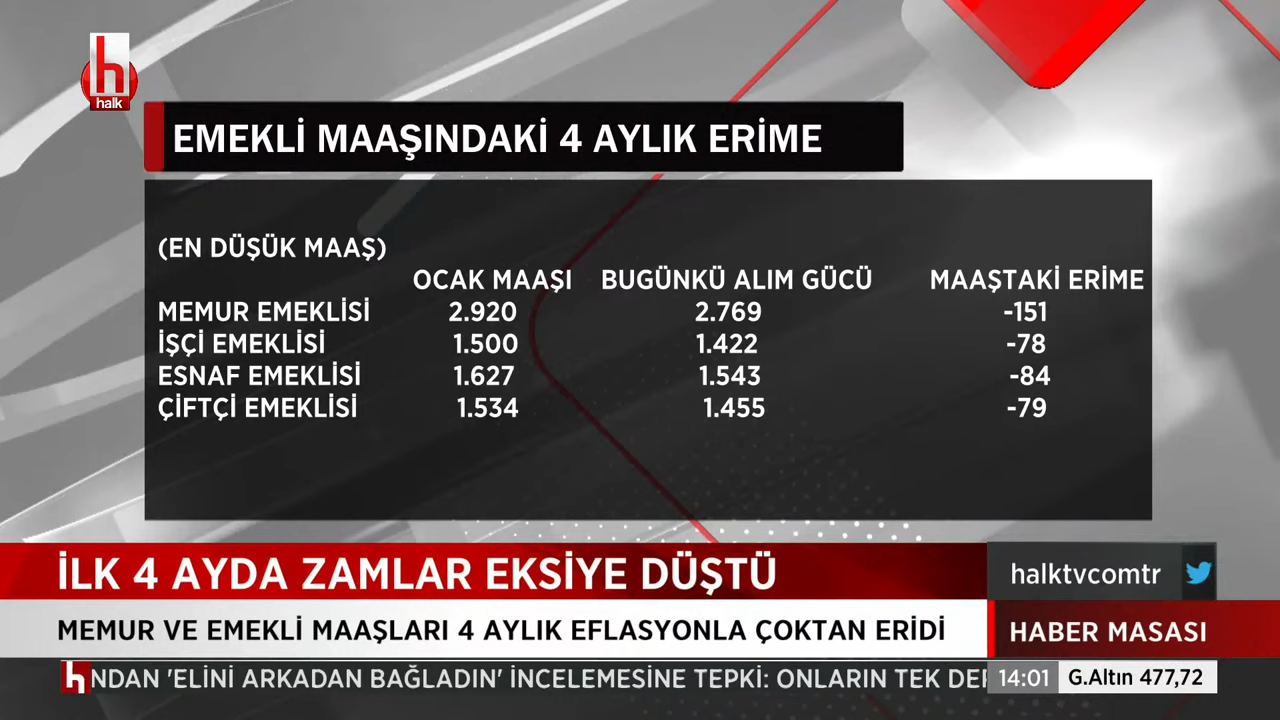 h
halk
EMEKLİ MAAŞINDAKİ 4 AYLIK ERİME
(EN DÜŞÜK MAAŞ)
OCAK MAAŞI BUGÜNKÜ ALIM GÜCÜ MAAŞTAKİ ERİME
MEMUR EMEKLİSİ 2.920 2.769 -151
İŞÇİ EMEKLİSİ 1.500 1.422 -78
ESNAF EMEKLİSİ 1.627 1.543 -84
ÇİFTÇİ EMEKLİSİ 1.534 1.455 -79
İLK 4 AYDA ZAMLAR EKSİYE DÜŞTÜ
halktvcomtr
MEMUR VE EMEKLİ MAAŞLARI 4 AYLIK EFLASYONLA ÇOKTAN ERİDİ
HABER MASASI
h NDAN 'ELİNİ ARKADAN BAĞLADIN' İNCELEMESİNE TEPKİ: ONLARIN TEK
14:01 G.Altın 477,72